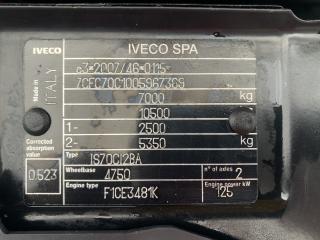 IVECO IVECO SPA
Made in ITALY
e3*2007/46*0115*
7000 kg
10500 kg
1- 2500 kg
2- 5350 kg
Corrected absorption value
0.523
Type IS70CI2BA
Wheelbase 4750 n° of axles 2
Engine type F1CE3481K Engine power kW 125